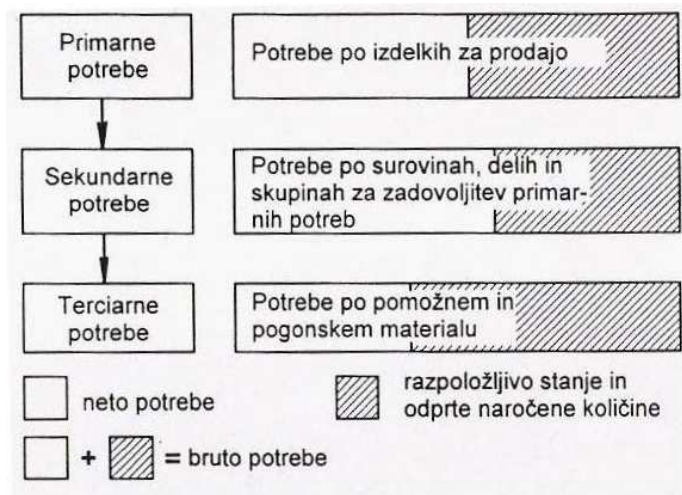 Primarne
potrebe
Potrebe po izdelkih za prodajo
Sekundarne
potrebe
Potrebe po surovinah, delih in
skupinah za zadovoljitev primar-
nih potreb
Terciarne
potrebe
Potrebe po pomožnem in
pogonskem materialu
neto potrebe
razpoložljivo stanje in
odprte naročene količine
+ = bruto potrebe